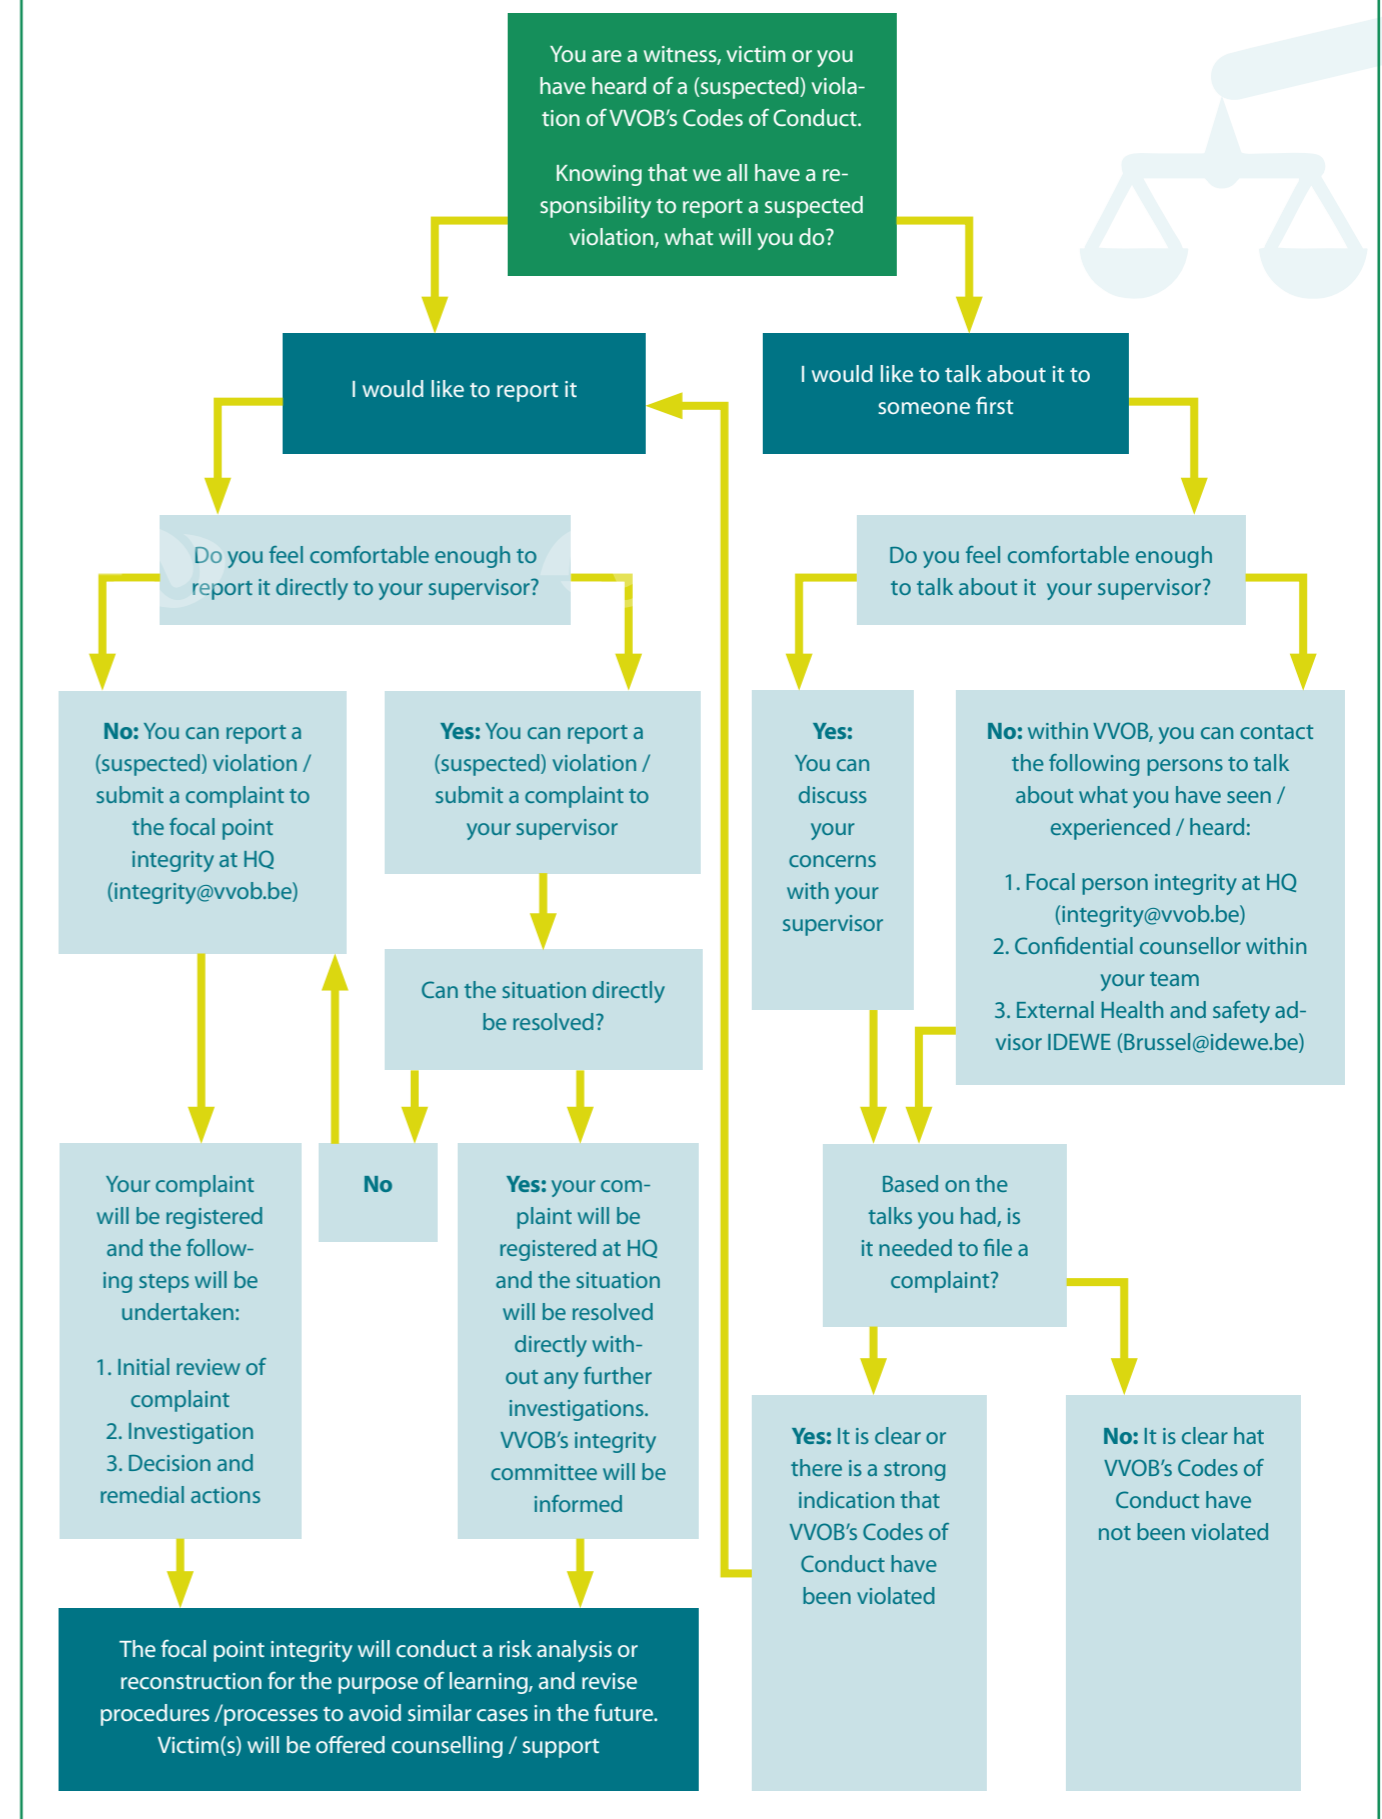 You are a witness, victim or you
have heard of a (suspected) viola-
tion of VVOB's Codes of Conduct.
Knowing that we all have a re-
sponsibility to report a suspected
violation, what will you do?
I would like to report it
I would like to talk about it to
someone first
Do you feel comfortable enough to
report it directly to your supervisor?
Do you feel comfortable enough
to talk about it your supervisor?
No: You can report a
(suspected) violation /
submit a complaint to
the focal point
integrity at HQ
(integrity@vvob.be)
Yes: You can report a
(suspected) violation /
submit a complaint to
your supervisor
Yes:
You can
discuss
your
concerns
with your
supervisor
No: within VVOB, you can contact
the following persons to talk
about what you have seen /
experienced / heard:
1. Focal person integrity at HQ
(integrity@vvob.be)
2. Confidential counsellor within
your team
3. External Health and safety ad-
visor IDEWE (Brussel@idewe.be)
Can the situation directly
be resolved?
Your complaint
will be registered
and the follow-
ing steps will be
undertaken:
1. Initial review of
complaint
2. Investigation
3. Decision and
remedial actions
No
Yes: your com-
plaint will be
registered at HQ
and the situation
will be resolved
directly with-
out any further
investigations.
VVOB's integrity
committee will be
informed
Based on the
talks you had, is
it needed to file a
complaint?
Yes: It is clear or
there is a strong
indication that
VVOB's Codes of
Conduct have
been violated
No: It is clear hat
VVOB's Codes of
Conduct have
not been violated
The focal point integrity will conduct a risk analysis or
reconstruction for the purpose of learning, and revise
procedures /processes to avoid similar cases in the future.
Victim(s) will be offered counselling / support